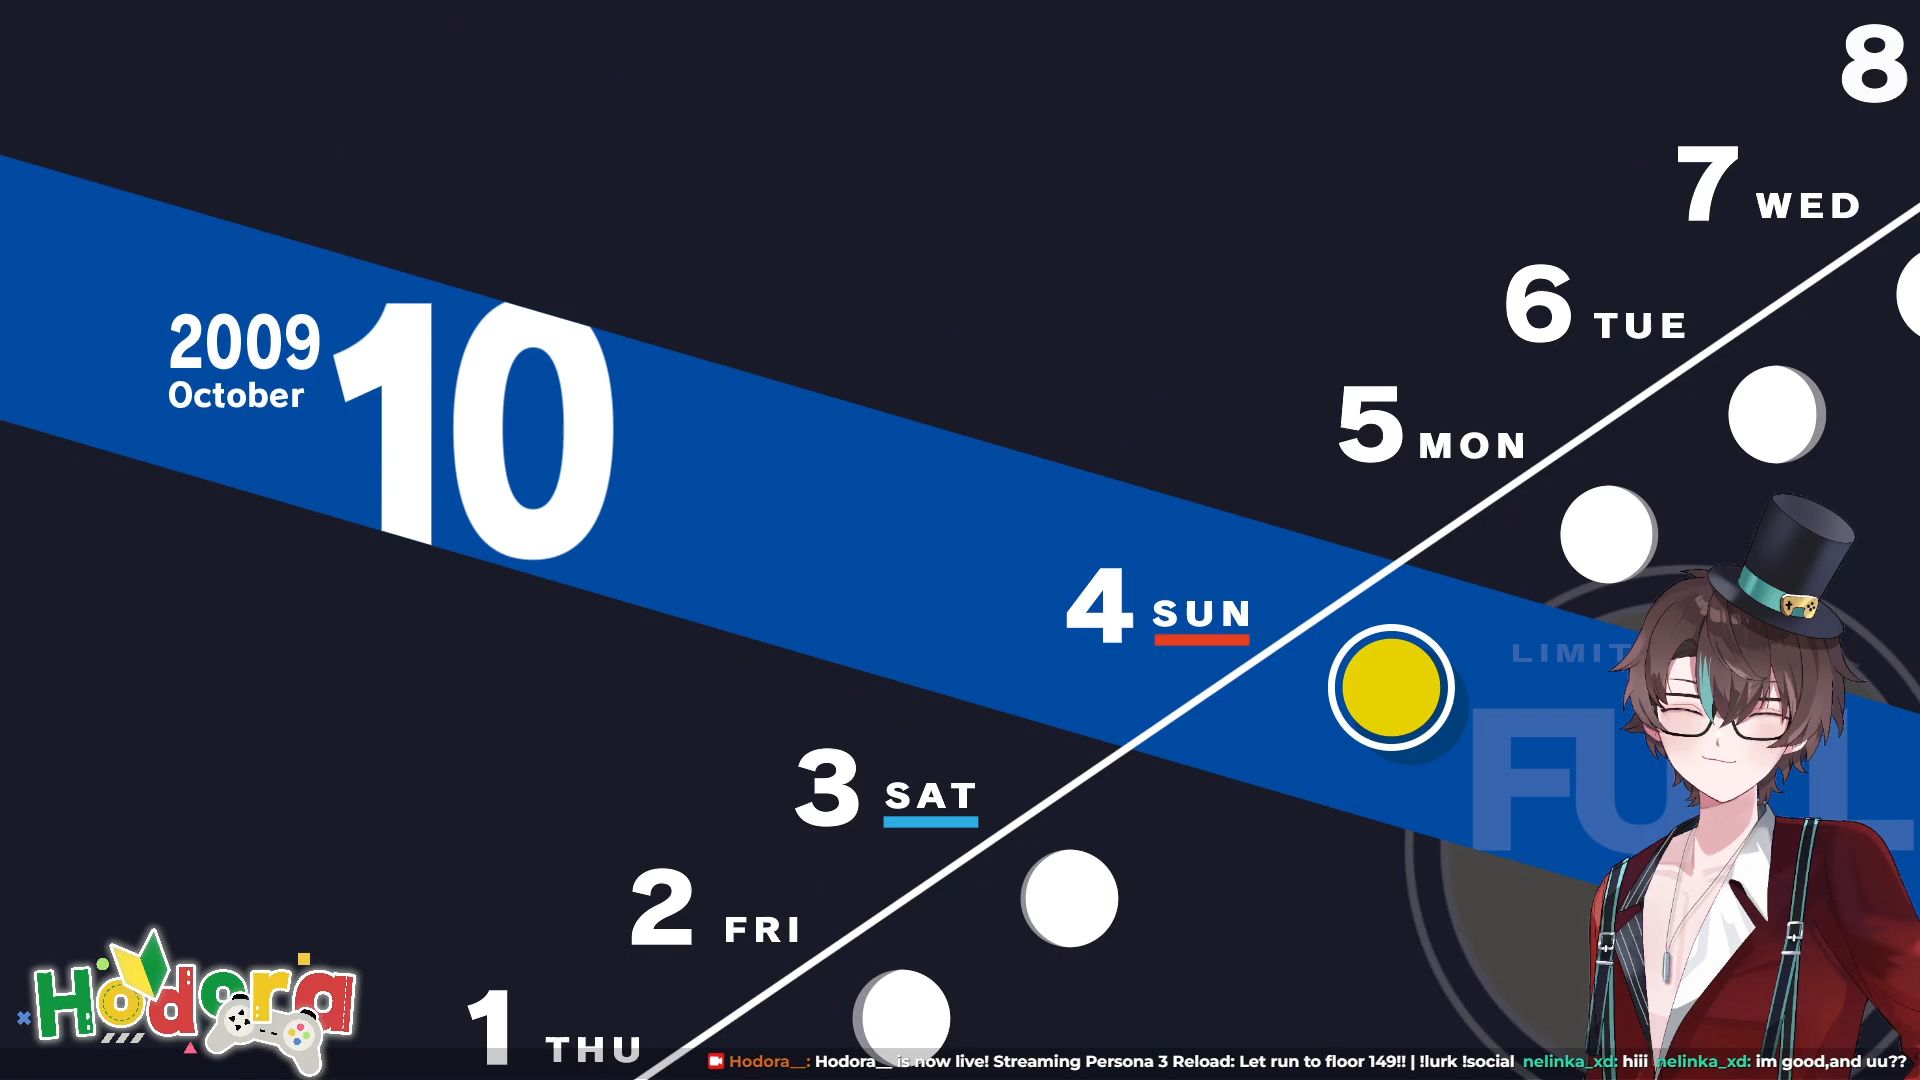 8
7 WED
6 TUE
5 MON
2009
October
10
4 SUN
LIMIT
FULL
3 SAT
2 FRI
1 THU
Hodora
Hodora__: Hodora__ is now live! Streaming Persona 3 Reload: Let run to floor 149!! | !lurk !social nelinka_xd: hiii nelinka_xd: im good,and uu??